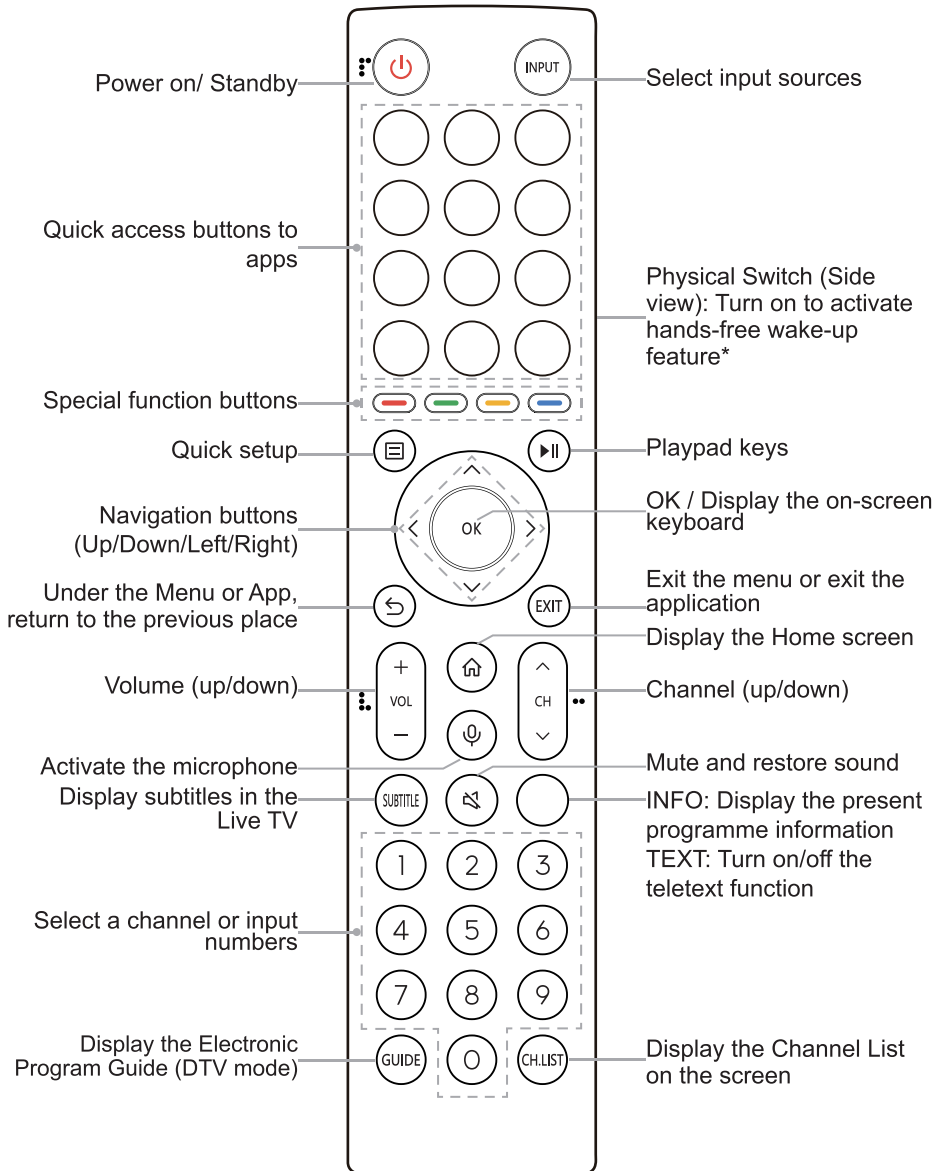 Power on/ Standby
INPUT
Select input sources
Quick access buttons to
apps
Physical Switch (Side
view): Turn on to activate
hands-free wake-up
feature*
Special function buttons
Quick setup
Playpad keys
OK / Display the on-screen
keyboard
Navigation buttons
(Up/Down/Left/Right)
OK
Under the Menu or App,
return to the previous place
EXIT
Exit the menu or exit the
application
Display the Home screen
Volume (up/down)
VOL
CH
Channel (up/down)
Activate the microphone
Mute and restore sound
Display subtitles in the
Live TV
SUBTITLE
INFO: Display the present
programme information
TEXT: Turn on/off the
teletext function
1 2 3
Select a channel or input
numbers
4 5 6
7 8 9
Display the Electronic
Program Guide (DTV mode)
GUIDE
0
CH.LIST
Display the Channel List
on the screen